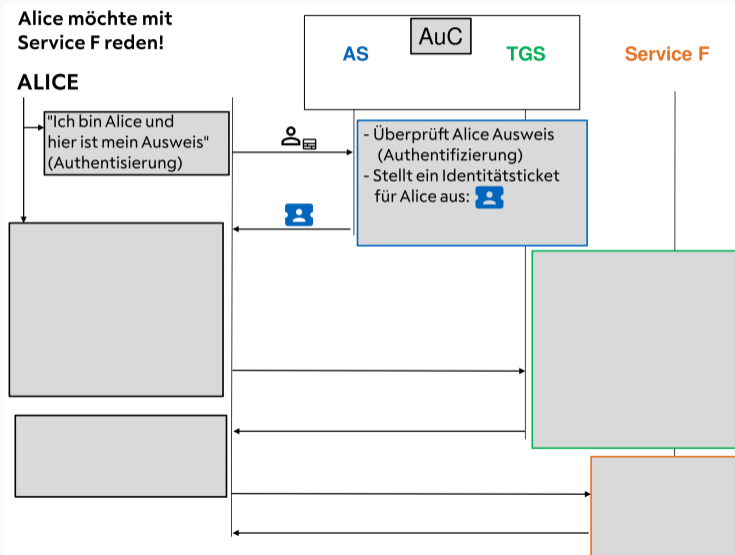 Alice möchte mit
Service F reden!
ALICE
AuC
AS
TGS
Service F
"Ich bin Alice und
hier ist mein Ausweis"
(Authentisierung)
- Überprüft Alice Ausweis
(Authentifizierung)
- Stellt ein Identitätsticket
für Alice aus: